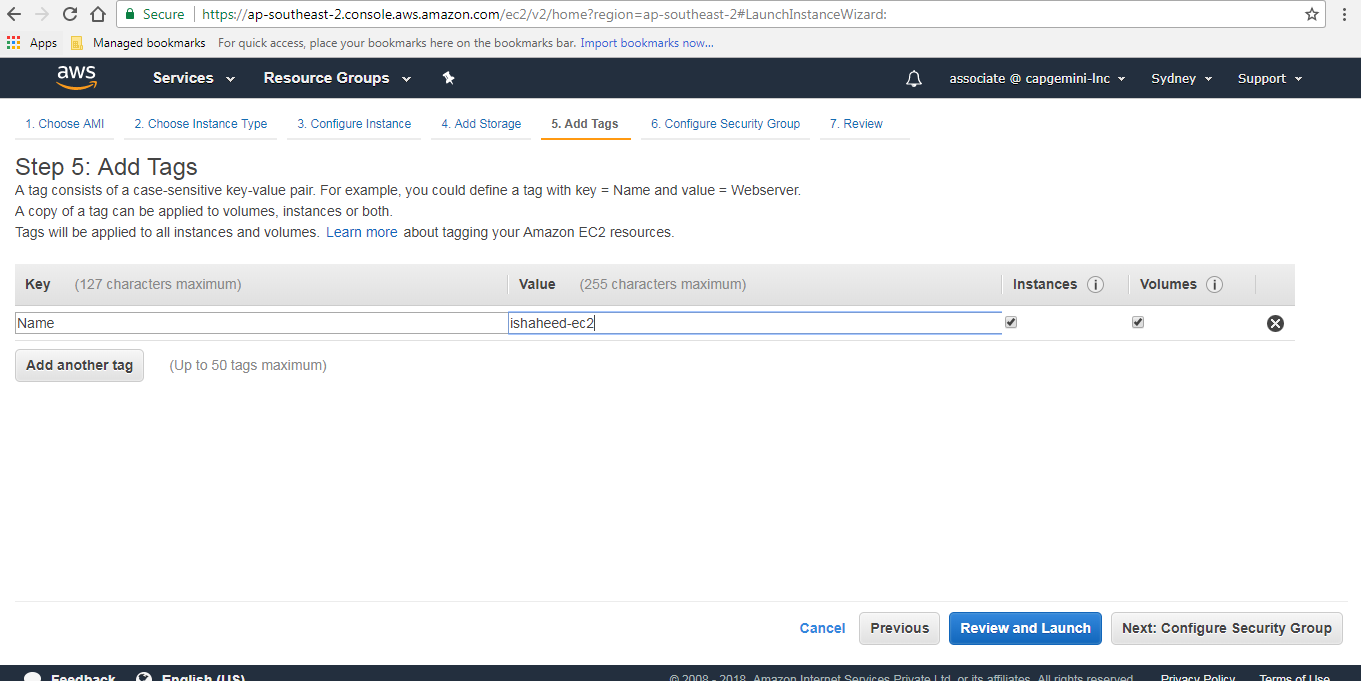 Secure https://ap-southeast-2.console.aws.amazon.com/ec2/v2/home?region=ap-southeast-2#LaunchInstanceWizard:
Apps Managed bookmarks For quick access, place your bookmarks here on the bookmarks bar. Import bookmarks now...
aws Services Resource Groups associate @ capgemini-Inc Sydney Support
1. Choose AMI 2. Choose Instance Type 3. Configure Instance 4. Add Storage 5. Add Tags 6. Configure Security Group 7. Review
Step 5: Add Tags
A tag consists of a case-sensitive key-value pair. For example, you could define a tag with key = Name and value = Webserver.
A copy of a tag can be applied to volumes, instances or both.
Tags will be applied to all instances and volumes. Learn more about tagging your Amazon EC2 resources.
Key (127 characters maximum) Value (255 characters maximum) Instances i Volumes i
Name ishaheed-ec2
Add another tag (Up to 50 tags maximum)
Cancel Previous Review and Launch Next: Configure Security Group
Feedback English (US) © 2008 - 2018, Amazon Internet Services Private Ltd. or its affiliates. All rights reserved. Privacy Policy Terms of Use